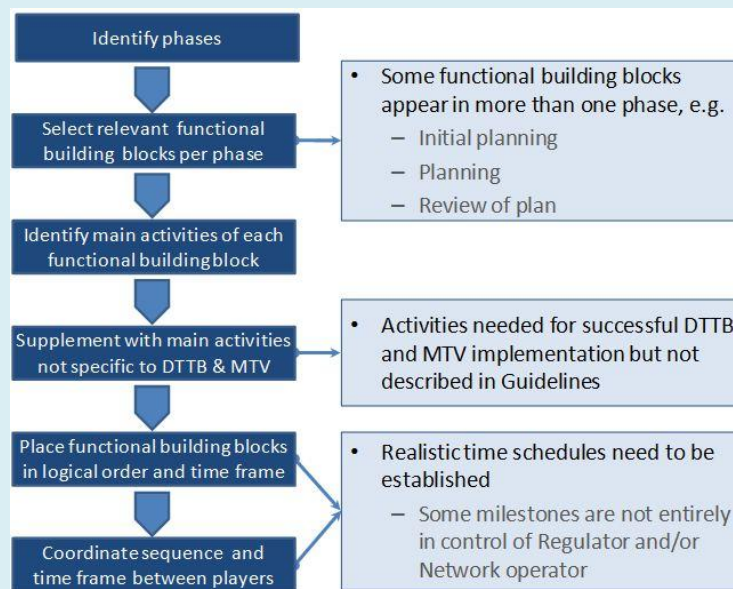 Identify phases
Select relevant functional
building blocks per phase
Identify main activities of each
functional building block
Supplement with main activities
not specific to DTTB & MTV
Place functional building blocks
in logical order and time frame
Coordinate sequence and
time frame between players
• Some functional building blocks
appear in more than one phase, e.g.
– Initial planning
– Planning
– Review of plan
• Activities needed for successful DTTB
and MTV implementation but not
described in Guidelines
• Realistic time schedules need to be
established
– Some milestones are not entirely
in control of Regulator and/or
Network operator